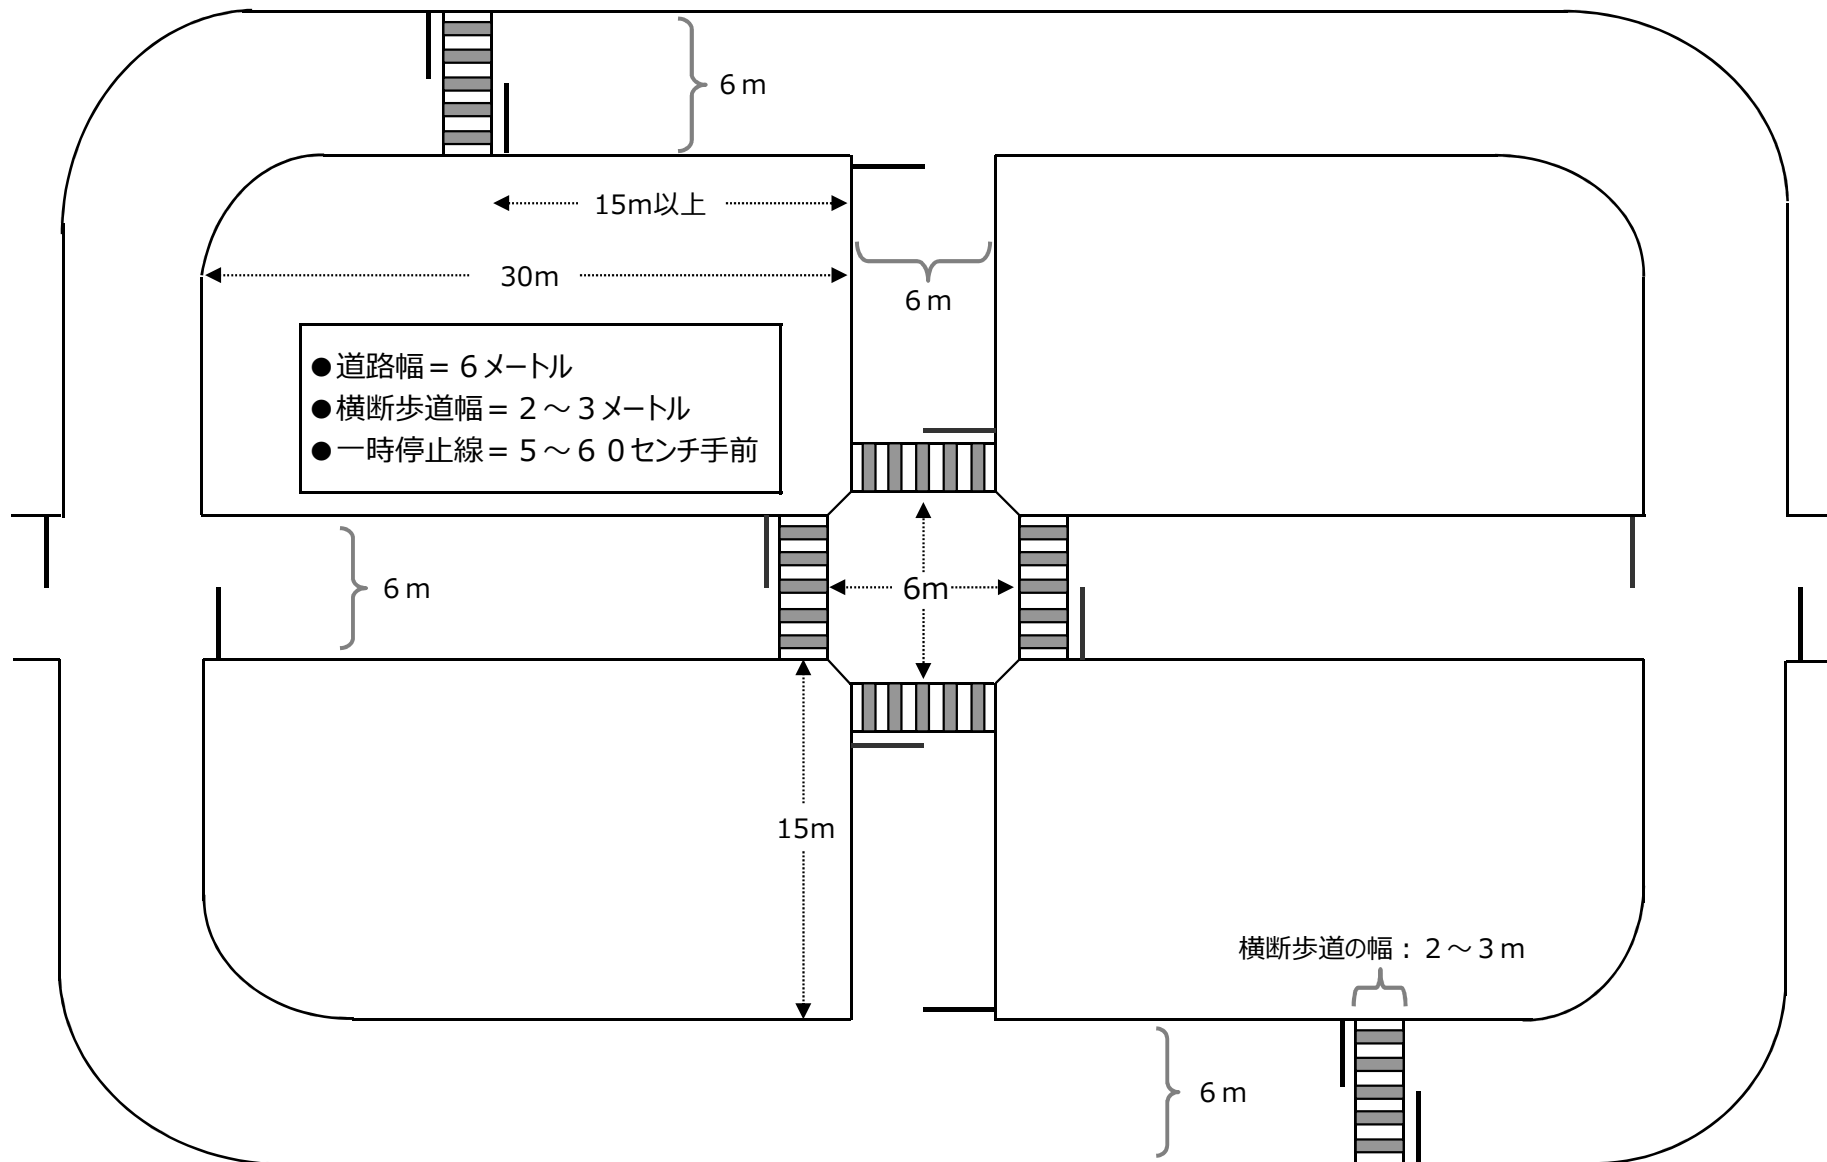 6m
15m以上
30m
6m
●道路幅=6メートル
●横断歩道幅=2～3メートル
●一時停止線=5～60センチ手前
6m
6m
15m
横断歩道の幅:2～3m
6m